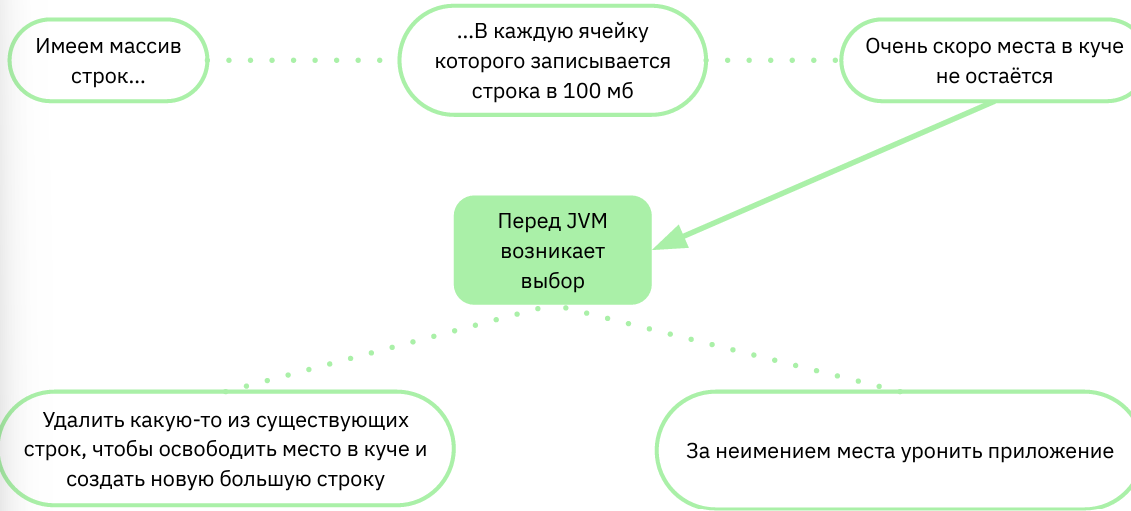 Имеем массив
строк...
...В каждую ячейку
которого записывается
строка в 100 мб
Очень скоро места в куче
не остаётся
Перед JVM
возникает
выбор
Удалить какую-то из существующих
строк, чтобы освободить место в куче и
создать новую большую строку
За неимением места уронить приложение